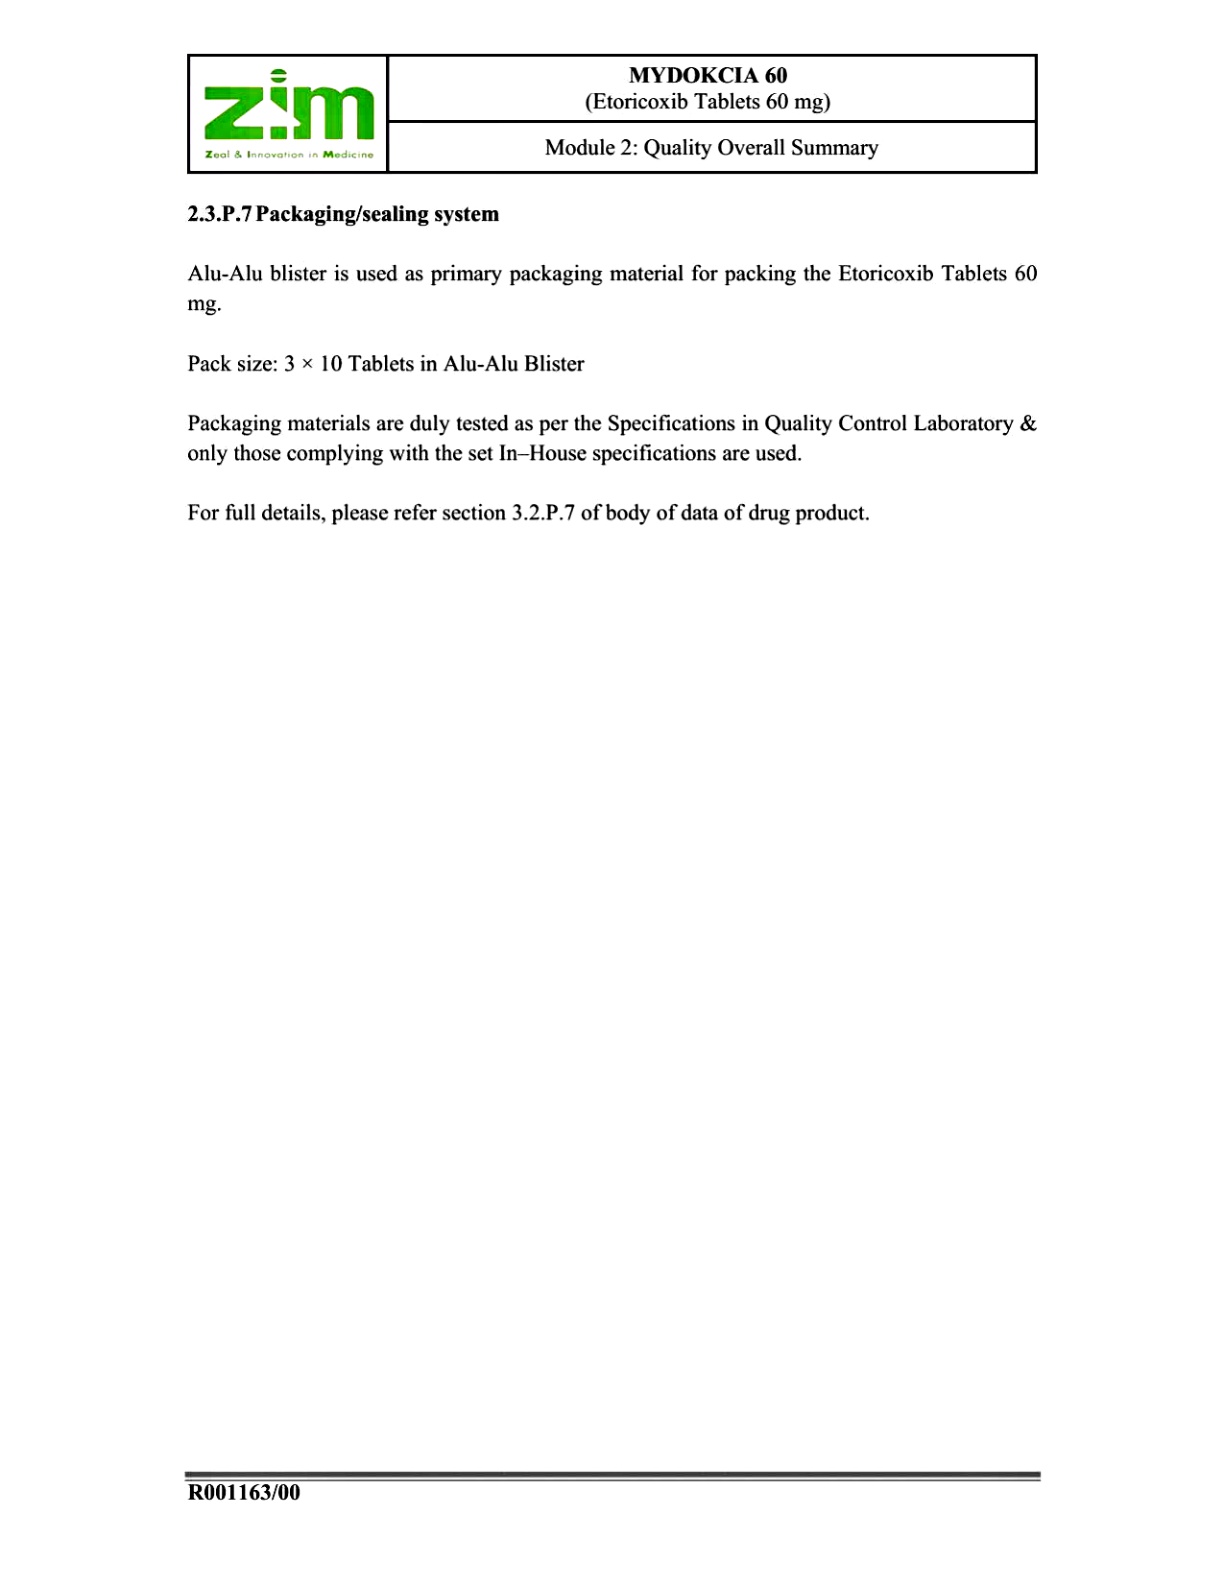 zim
Zeal & Innovation in Medicine
MYDOKCIA 60
(Etoricoxib Tablets 60 mg)
Module 2: Quality Overall Summary
2.3.P.7 Packaging/sealing system
Alu-Alu blister is used as primary packaging material for packing the Etoricoxib Tablets 60
mg.
Pack size: 3 × 10 Tablets in Alu-Alu Blister
Packaging materials are duly tested as per the Specifications in Quality Control Laboratory &
only those complying with the set In–House specifications are used.
For full details, please refer section 3.2.P.7 of body of data of drug product.
R001163/00